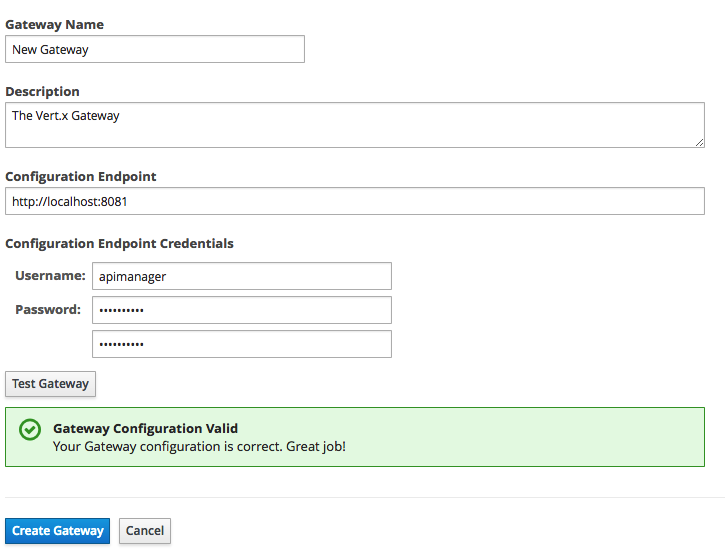 Gateway Name
New Gateway
Description
The Vert.x Gateway
Configuration Endpoint
http://localhost:8081
Configuration Endpoint Credentials
Username: apimanager
Password: ••••••••••
••••••••••
Test Gateway
Gateway Configuration Valid
Your Gateway configuration is correct. Great job!
Create Gateway Cancel